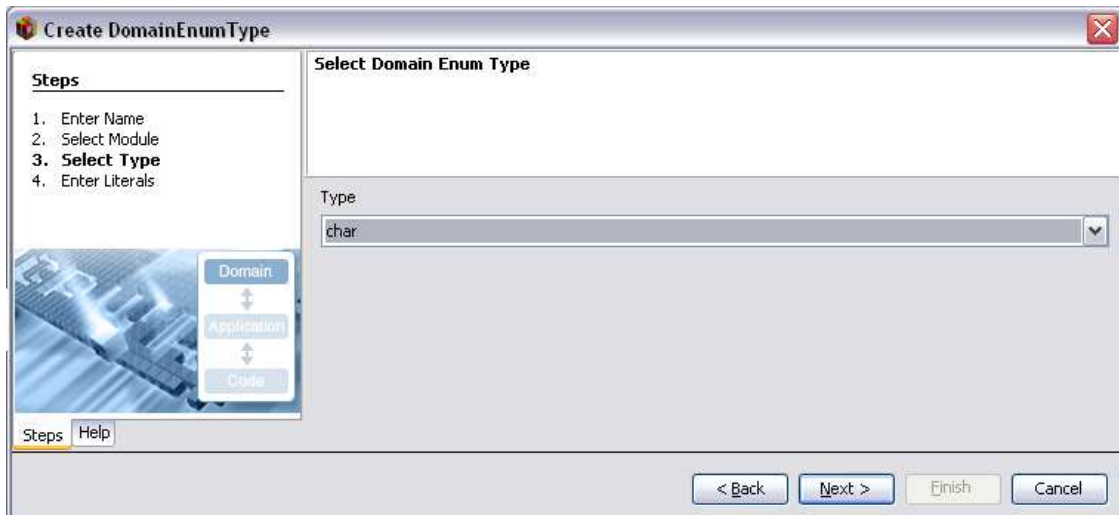 Create DomainEnumType
Steps
1. Enter Name
2. Select Module
3. Select Type
4. Enter Literals
Domain
Application
Code
Steps
Help
Select Domain Enum Type
Type
char
< Back
Next >
Finish
Cancel